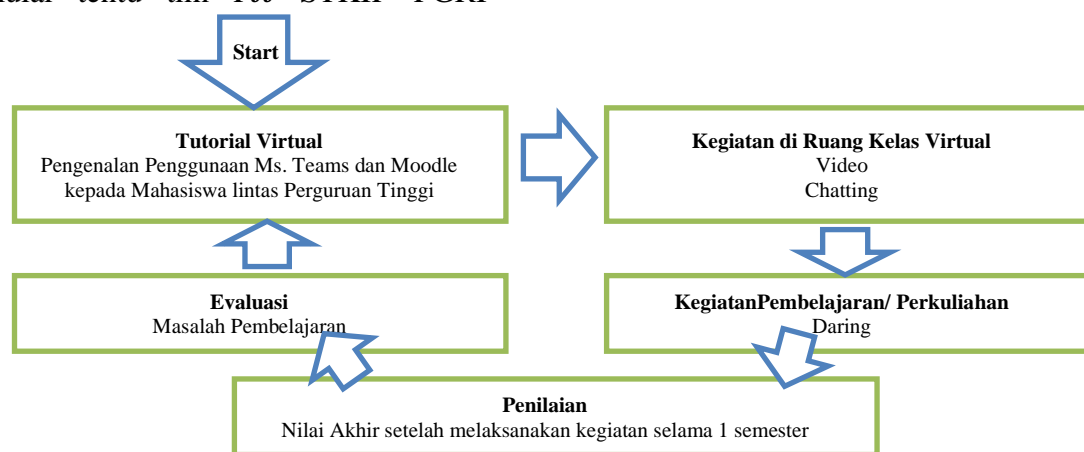 Start
Tutorial Virtual
Pengenalan Penggunaan Ms. Teams dan Moodle
kepada Mahasiswa lintas Perguruan Tinggi
Kegiatan di Ruang Kelas Virtual
Video
Chatting
Evaluasi
Masalah Pembelajaran
KegiatanPembelajaran/ Perkuliahan
Daring
Penilaian
Nilai Akhir setelah melaksanakan kegiatan selama 1 semester